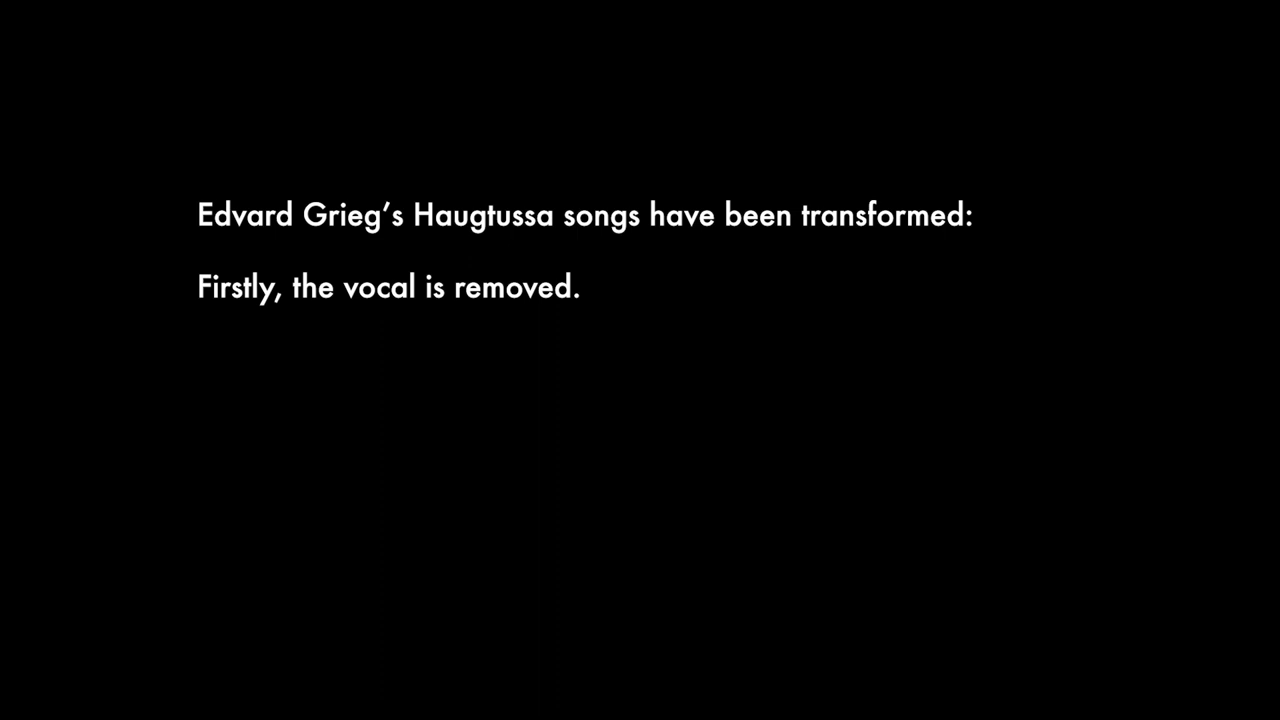 Edvard Grieg’s Haugtussa songs have been transformed:
Firstly, the vocal is removed.